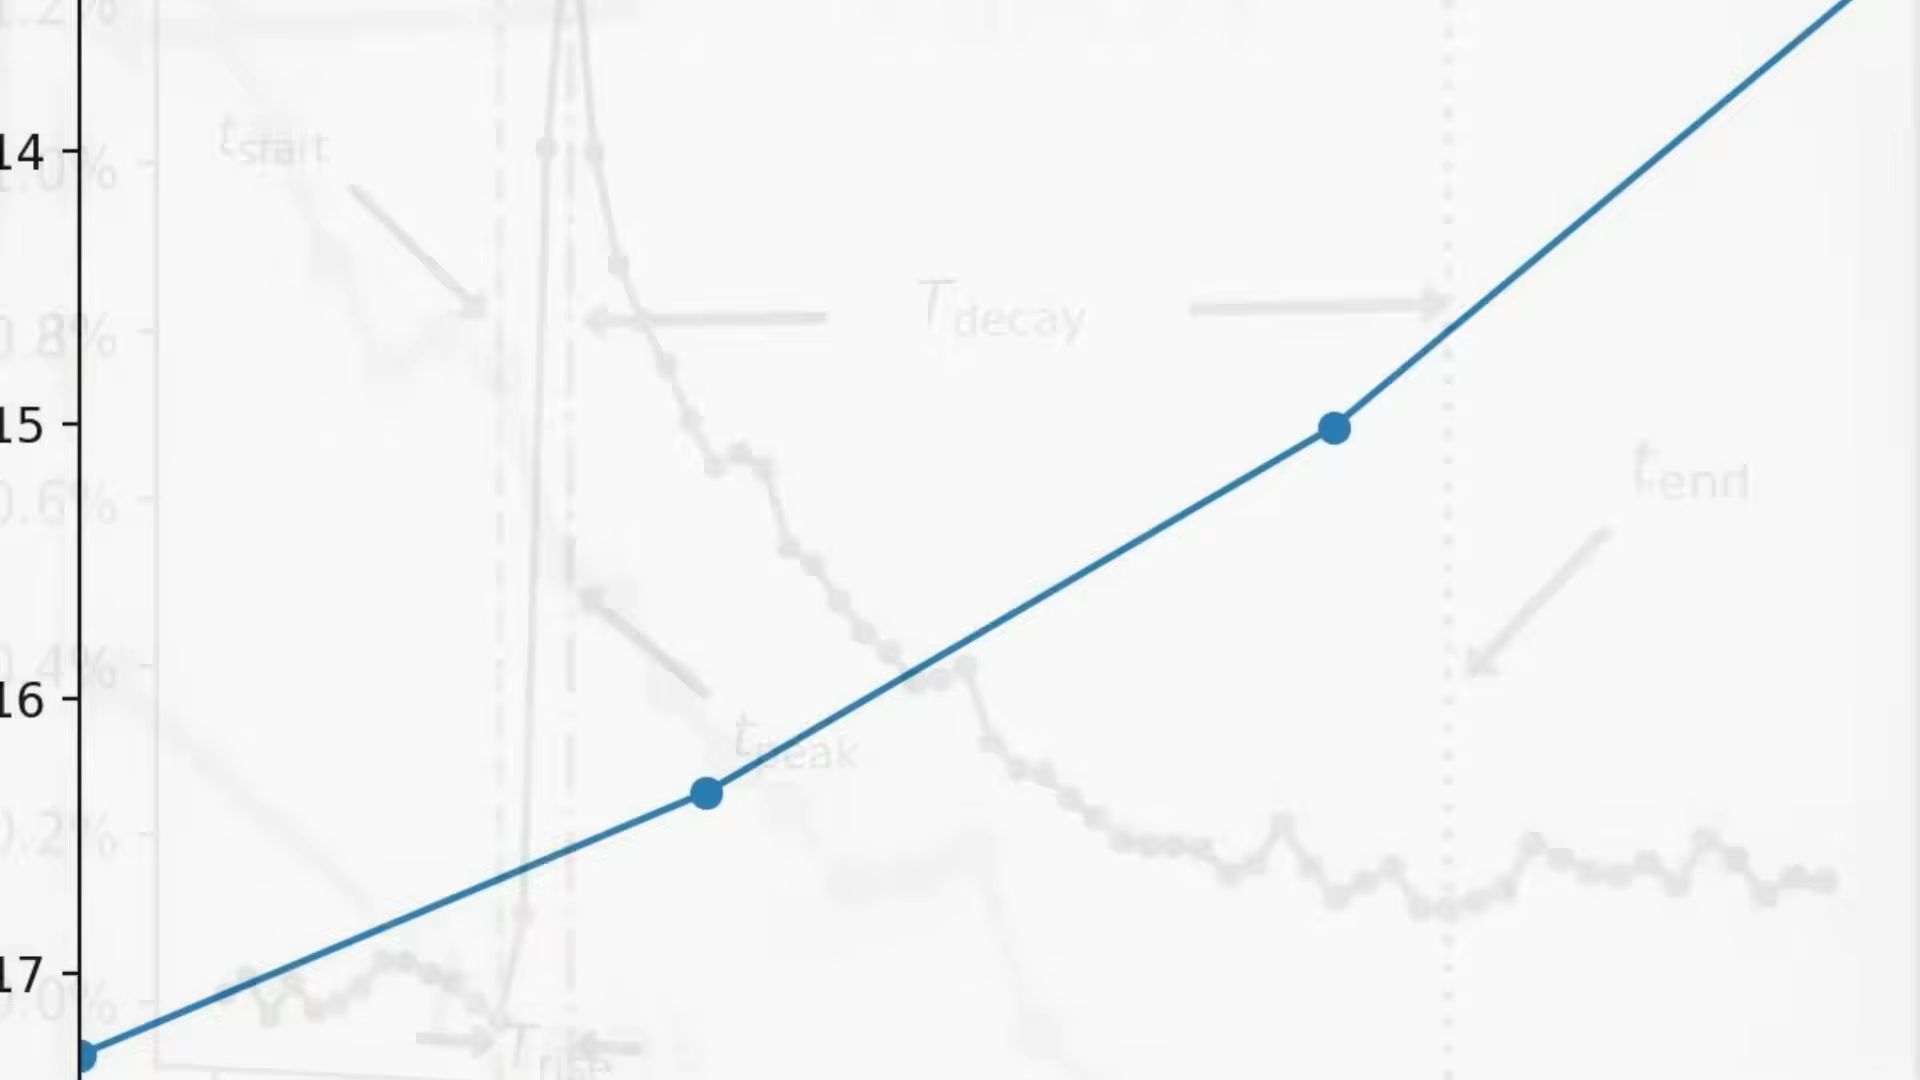 1.2%
14
1.0%
t_start
0.8%
T_decay
15
0.6%
t_end
16
0.4%
t_peak
0.2%
17
0.0%
T_rise